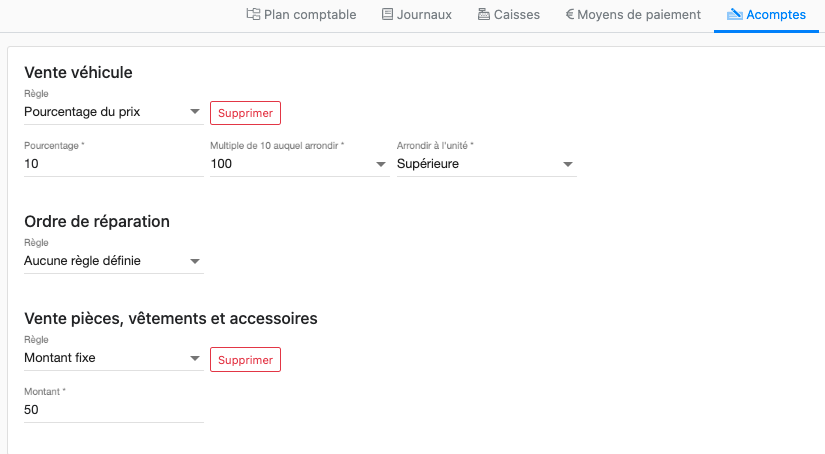 Plan comptable Journaux Caisses € Moyens de paiement Acomptes
Vente véhicule
Règle
Pourcentage du prix Supprimer
Pourcentage * Multiple de 10 auquel arrondir * Arrondir à l'unité *
10 100 Supérieure
Ordre de réparation
Règle
Aucune règle définie
Vente pièces, vêtements et accessoires
Règle
Montant fixe Supprimer
Montant *
50